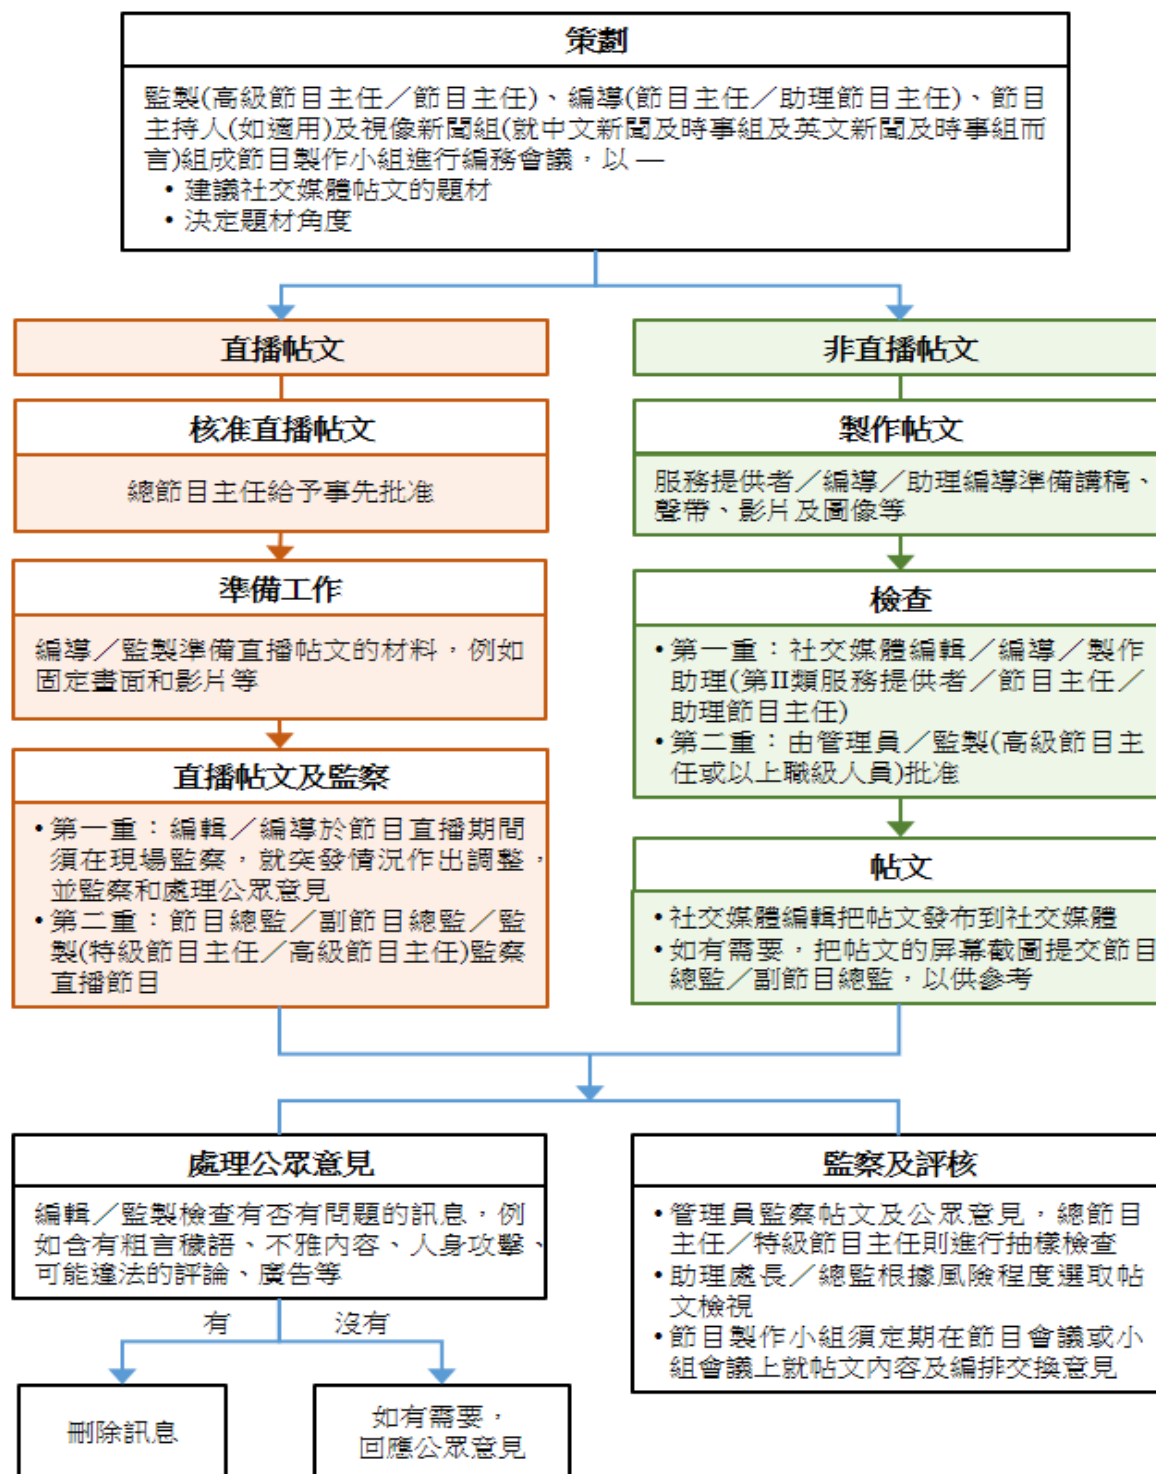 策劃
監製(高級節目主任／節目主任)、編導(節目主任／助理節目主任)、節目
主持人(如適用)及視像新聞組(就中文新聞及時事組及英文新聞及時事組而
言)組成節目製作小組進行編務會議，以 —
• 建議社交媒體帖文的題材
• 決定題材角度
直播帖文
核准直播帖文
總節目主任給予事先批准
準備工作
編導／監製準備直播帖文的材料，例如
固定畫面和影片等
直播帖文及監察
• 第一重：編輯／編導於節目直播期間
須在現場監察，就突發情況作出調整，
並監察和處理公眾意見
• 第二重：節目總監／副節目總監／監
製(特級節目主任／高級節目主任)監察
直播節目
非直播帖文
製作帖文
服務提供者／編導／助理編導準備講稿、
聲帶、影片及圖像等
檢查
• 第一重：社交媒體編輯／編導／製作
助理(第II類服務提供者／節目主任／
助理節目主任)
• 第二重：由管理員／監製(高級節目主
任或以上職級人員)批准
帖文
• 社交媒體編輯把帖文發布到社交媒體
• 如有需要，把帖文的屏幕截圖提交節目
總監／副節目總監，以供參考
處理公眾意見
編輯／監製檢查有否有問題的訊息，例
如含有粗言穢語、不雅內容、人身攻擊、
可能違法的評論、廣告等
有
沒有
刪除訊息
如有需要，
回應公眾意見
監察及評核
• 管理員監察帖文及公眾意見，總節目
主任／特級節目主任則進行抽樣檢查
• 助理處長／總監根據風險程度選取帖
文檢視
• 節目製作小組須定期在節目會議或小
組會議上就帖文內容及編排交換意見